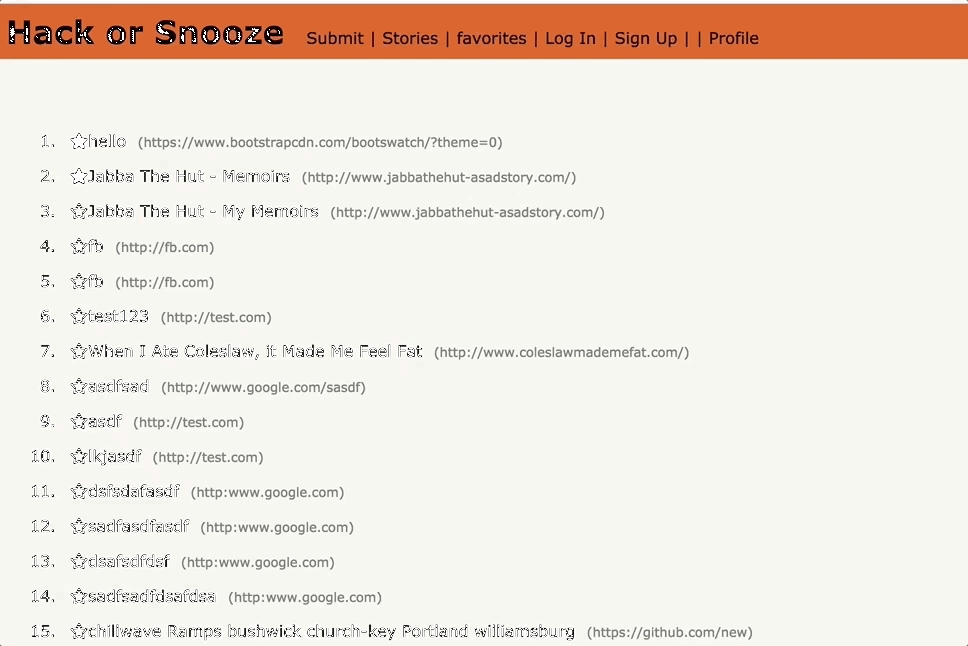 Hack or Snooze Submit | Stories | favorites | Log In | Sign Up | | Profile
1. ☆hello (https://www.bootstrapcdn.com/bootswatch/?theme=0)
2. ☆Jabba The Hut - Memoirs (http://www.jabbathehut-asadstory.com/)
3. ☆Jabba The Hut - My Memoirs (http://www.jabbathehut-asadstory.com/)
4. ☆fb (http://fb.com)
5. ☆fb (http://fb.com)
6. ☆test123 (http://test.com)
7. ☆When I Ate Coleslaw, it Made Me Feel Fat (http://www.coleslawmademefat.com/)
8. ☆asdfsad (http://www.google.com/sasdf)
9. ☆asdf (http://test.com)
10. ☆lkjasdf (http://test.com)
11. ☆dsfsdafasdf (http:www.google.com)
12. ☆sadfasdfasdf (http:www.google.com)
13. ☆dsafsdfdsf (http:www.google.com)
14. ☆sadfsadfdsafdsa (http:www.google.com)
15. ☆chillwave Ramps bushwick church-key Portland williamsburg (https://github.com/new)